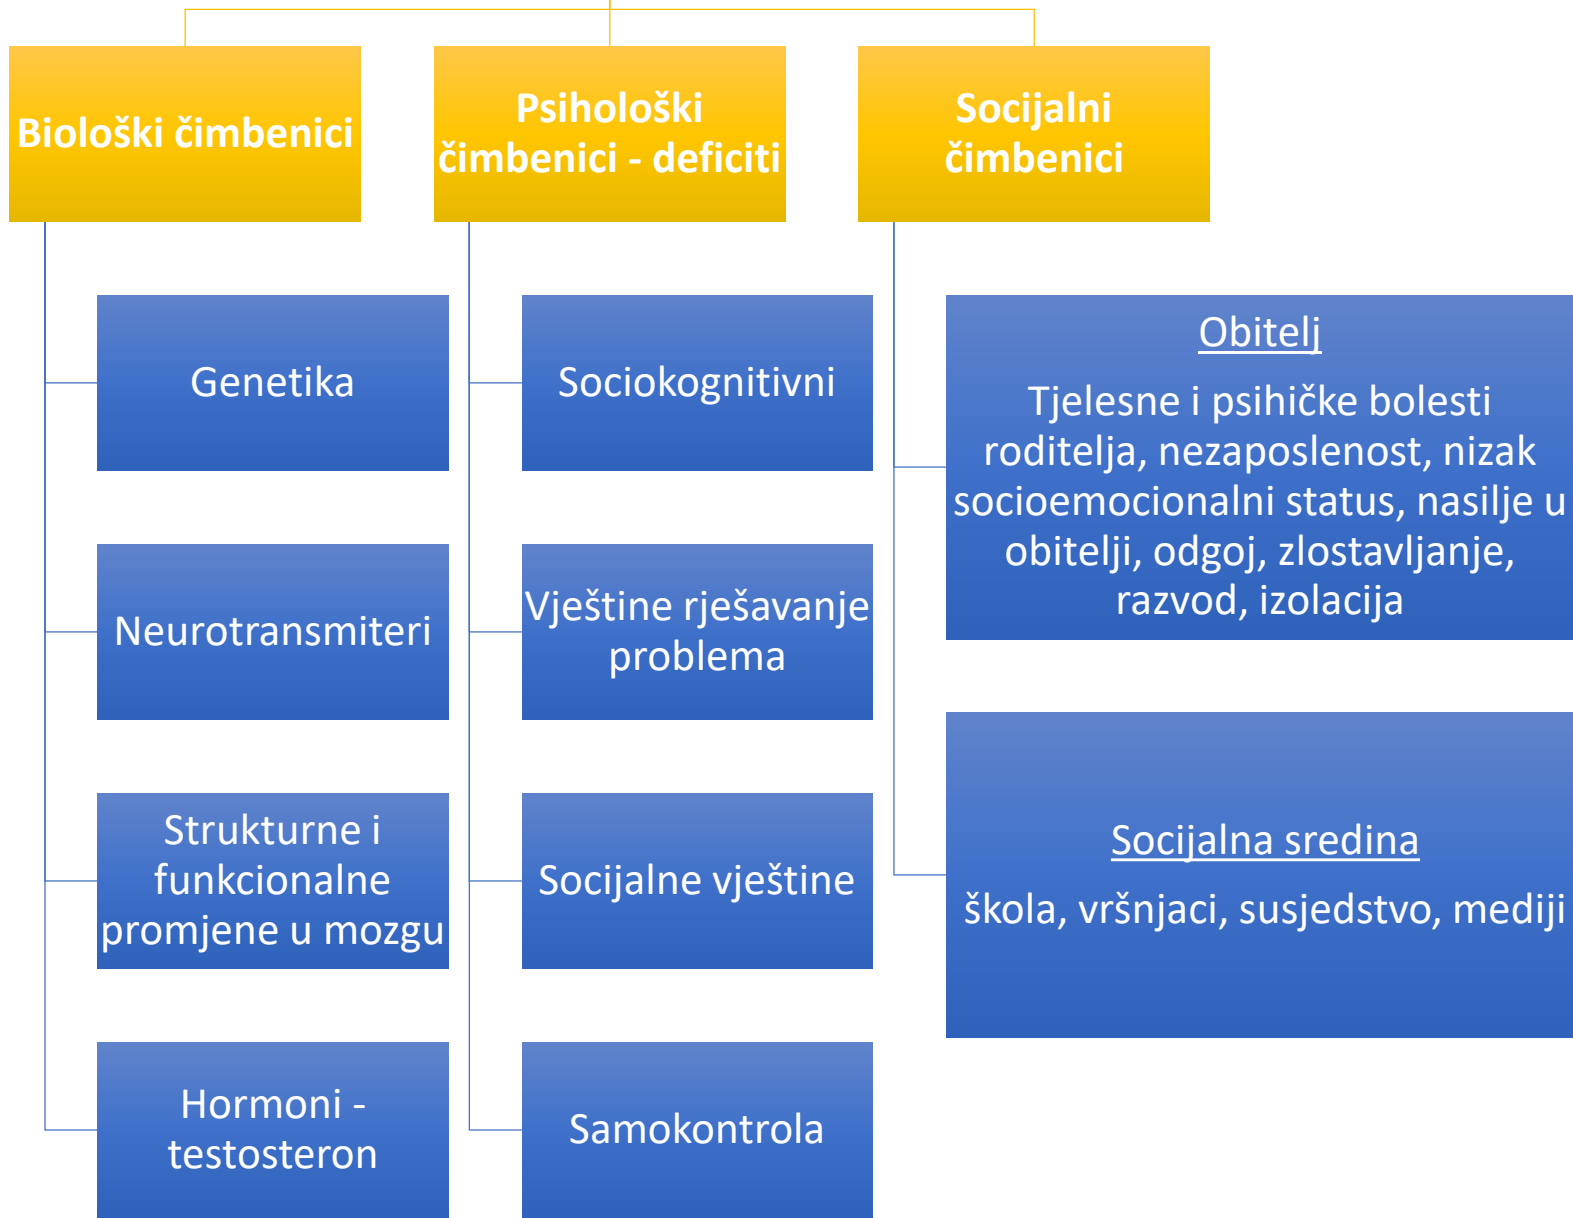 Biološki čimbenici
Genetika
Neurotransmiteri
Strukturne i
funkcionalne
promjene u mozgu
Hormoni -
testosteron
Psihološki
čimbenici - deficiti
Sociokognitivni
Vještine rješavanje
problema
Socijalne vještine
Samokontrola
Socijalni
čimbenici
Obitelj
Tjelesne i psihičke bolesti
roditelja, nezaposlenost, nizak
socioemocionalni status, nasilje u
obitelji, odgoj, zlostavljanje,
razvod, izolacija
Socijalna sredina
škola, vršnjaci, susjedstvo, mediji